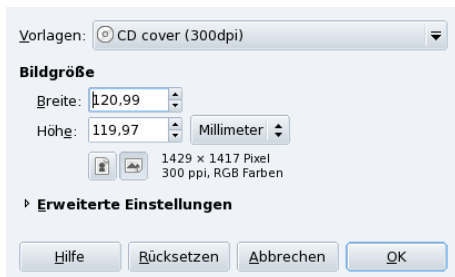 Vorlagen: CD cover (300dpi)
Bildgröße
Breite: 120,99
Höhe: 119,97 Millimeter
1429 × 1417 Pixel
300 ppi, RGB Farben
Erweiterte Einstellungen
Hilfe Rücksetzen Abbrechen OK